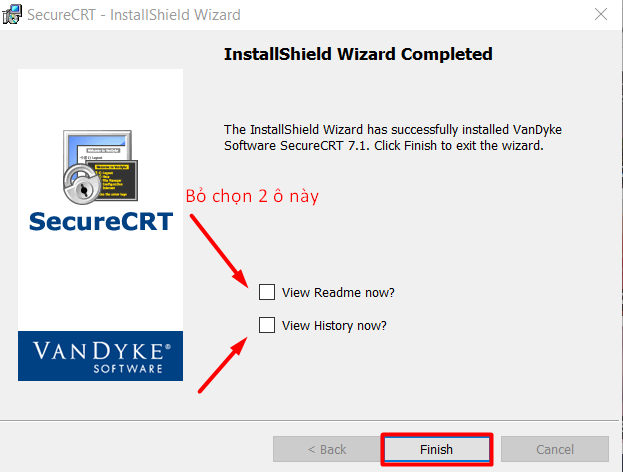 SecureCRT - InstallShield Wizard
InstallShield Wizard Completed
The InstallShield Wizard has successfully installed VanDyke
Software SecureCRT 7.1. Click Finish to exit the wizard.
SecureCRT
Bỏ chọn 2 ô này
View Readme now?
View History now?
VANDYKE®
SOFTWARE
< Back
Finish
Cancel